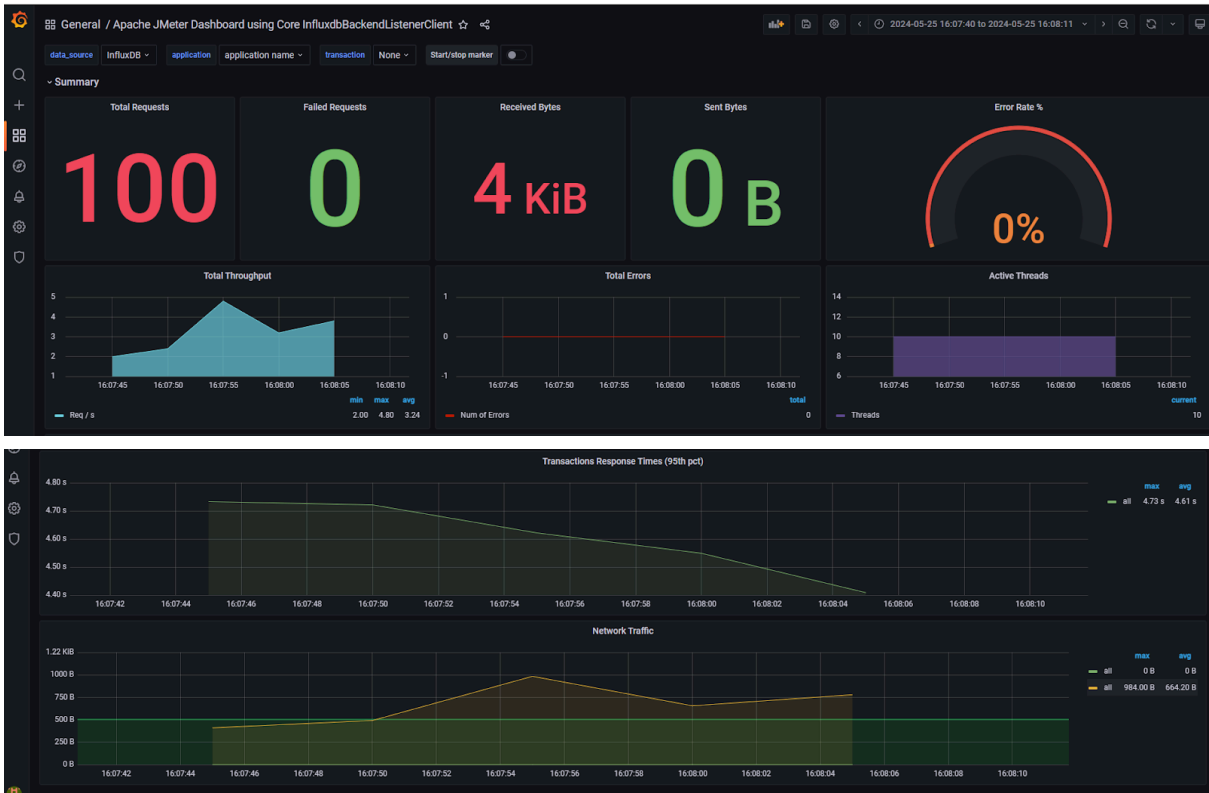 General / Apache JMeter Dashboard using Core InfluxdbBackendListenerClient
2024-05-25 16:07:40 to 2024-05-25 16:08:11
data_source InfluxDB application application name transaction None Start/stop marker
Summary
Total Requests
100
Failed Requests
0
Received Bytes
4 KiB
Sent Bytes
0 B
Error Rate %
0%
Total Throughput
5
4
3
2
1
16:07:45 16:07:50 16:07:55 16:08:00 16:08:05 16:08:10
min max avg
Req / s 2.00 4.80 3.24
Total Errors
1
0
-1
16:07:45 16:07:50 16:07:55 16:08:00 16:08:05 16:08:10
total
Num of Errors 0
Active Threads
14
12
10
8
6
16:07:45 16:07:50 16:07:55 16:08:00 16:08:05 16:08:10
current
Threads 10
Transactions Response Times (95th pct)
4.80 s
4.70 s
4.60 s
4.50 s
4.40 s
16:07:42 16:07:44 16:07:46 16:07:48 16:07:50 16:07:52 16:07:54 16:07:56 16:07:58 16:08:00 16:08:02 16:08:04 16:08:06 16:08:08 16:08:10
max avg
all 4.73 s 4.61 s
Network Traffic
1.22 KiB
1000 B
750 B
500 B
250 B
0 B
16:07:42 16:07:44 16:07:46 16:07:48 16:07:50 16:07:52 16:07:54 16:07:56 16:07:58 16:08:00 16:08:02 16:08:04 16:08:06 16:08:08 16:08:10
max avg
all 0 B 0 B
all 984.00 B 664.20 B